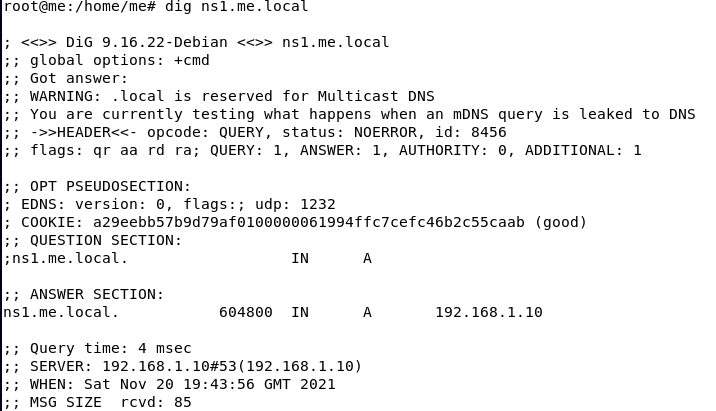 root@me:/home/me# dig ns1.me.local
; <<>> DiG 9.16.22-Debian <<>> ns1.me.local
;; global options: +cmd
;; Got answer:
;; WARNING: .local is reserved for Multicast DNS
;; You are currently testing what happens when an mDNS query is leaked to DNS
;; ->>HEADER<<- opcode: QUERY, status: NOERROR, id: 8456
;; flags: qr aa rd ra; QUERY: 1, ANSWER: 1, AUTHORITY: 0, ADDITIONAL: 1
;; OPT PSEUDOSECTION:
; EDNS: version: 0, flags:; udp: 1232
; COOKIE: a29eebb57b9d79af0100000061994ffc7cefc46b2c55caab (good)
;; QUESTION SECTION:
;ns1.me.local. IN A
;; ANSWER SECTION:
ns1.me.local. 604800 IN A 192.168.1.10
;; Query time: 4 msec
;; SERVER: 192.168.1.10#53(192.168.1.10)
;; WHEN: Sat Nov 20 19:43:56 GMT 2021
;; MSG SIZE rcvd: 85